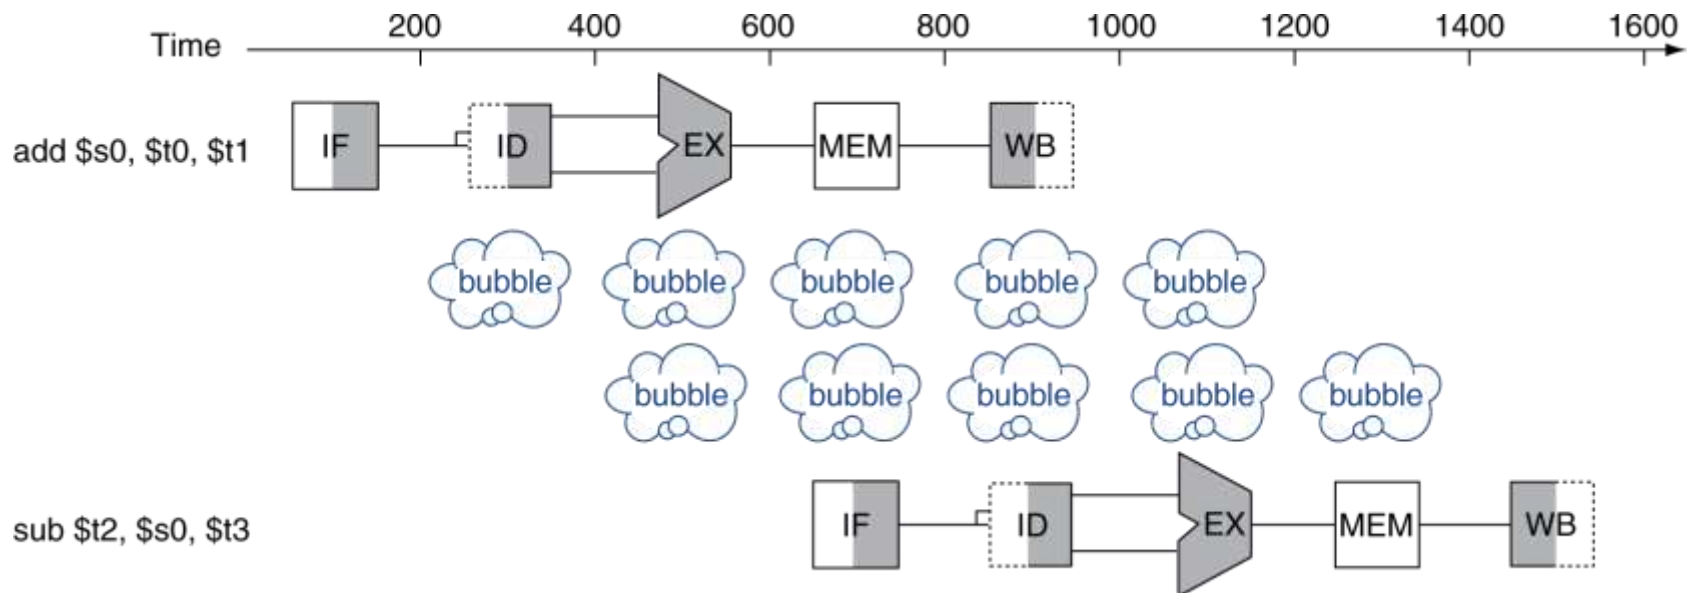 200 400 600 800 1000 1200 1400 1600
Time
add $s0, $t0, $t1 IF ID EX MEM WB
bubble bubble bubble bubble bubble
bubble bubble bubble bubble bubble
sub $t2, $s0, $t3 IF ID EX MEM WB